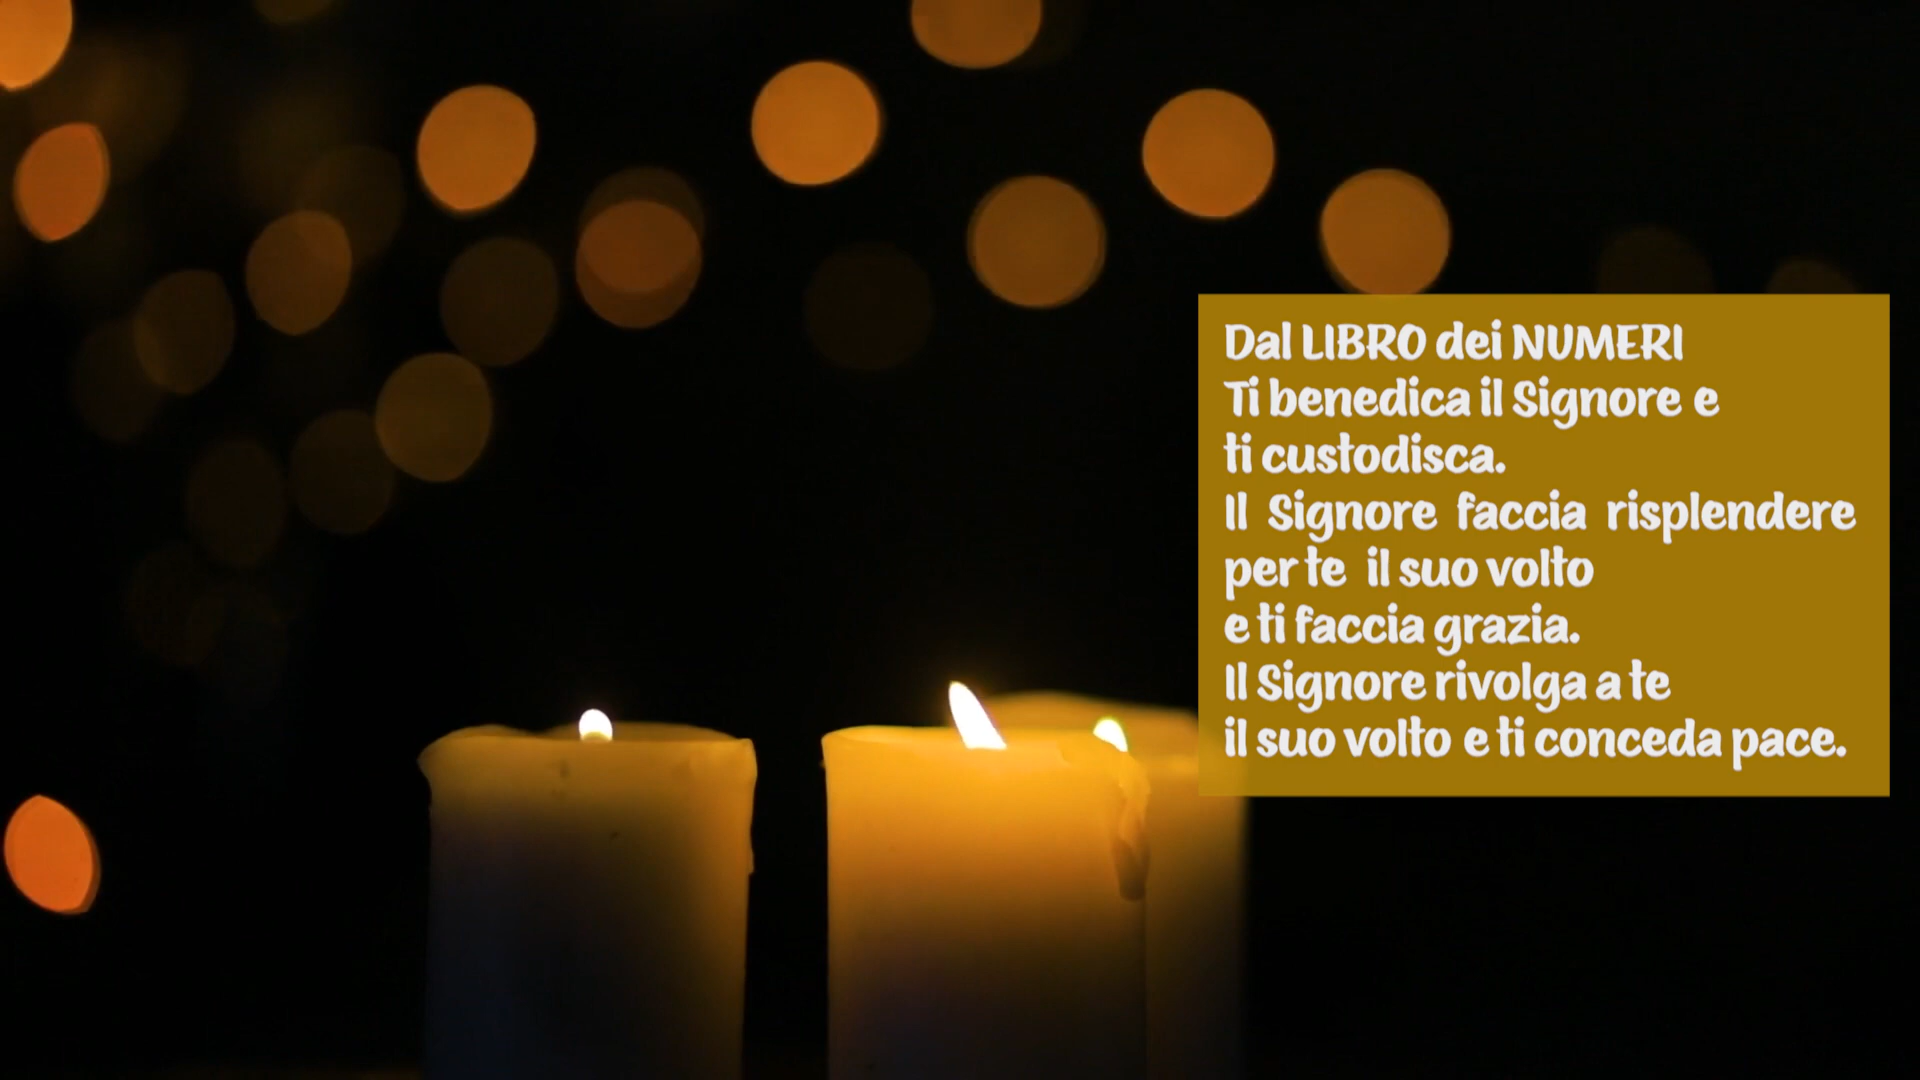 Dal LIBRO dei NUMERI
Ti benedica il Signore e
ti custodisca.
Il Signore faccia risplendere
per te il suo volto
e ti faccia grazia.
Il Signore rivolga a te
il suo volto e ti conceda pace.